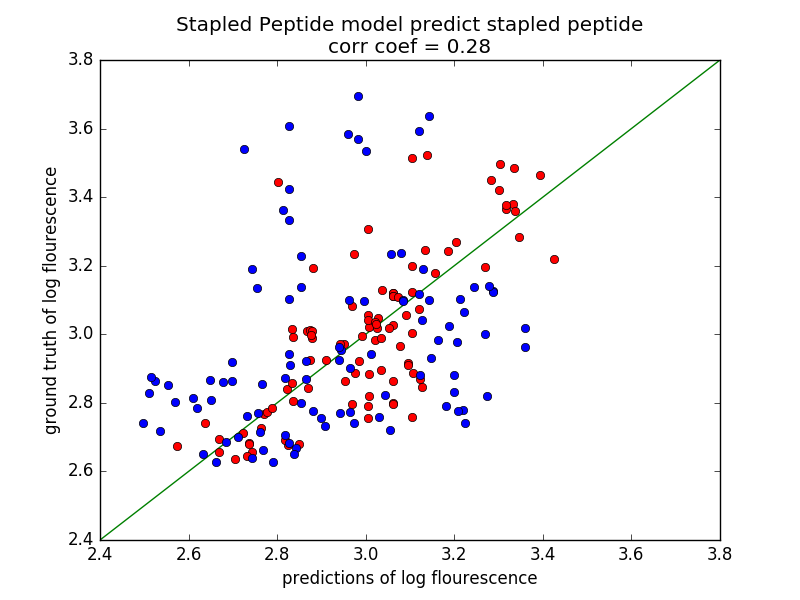 Stapled Peptide model predict stapled peptide
corr coef = 0.28
3.8
3.6
3.4
3.2
3.0
2.8
2.6
2.4
ground truth of log flourescence
2.4 2.6 2.8 3.0 3.2 3.4 3.6 3.8
predictions of log flourescence